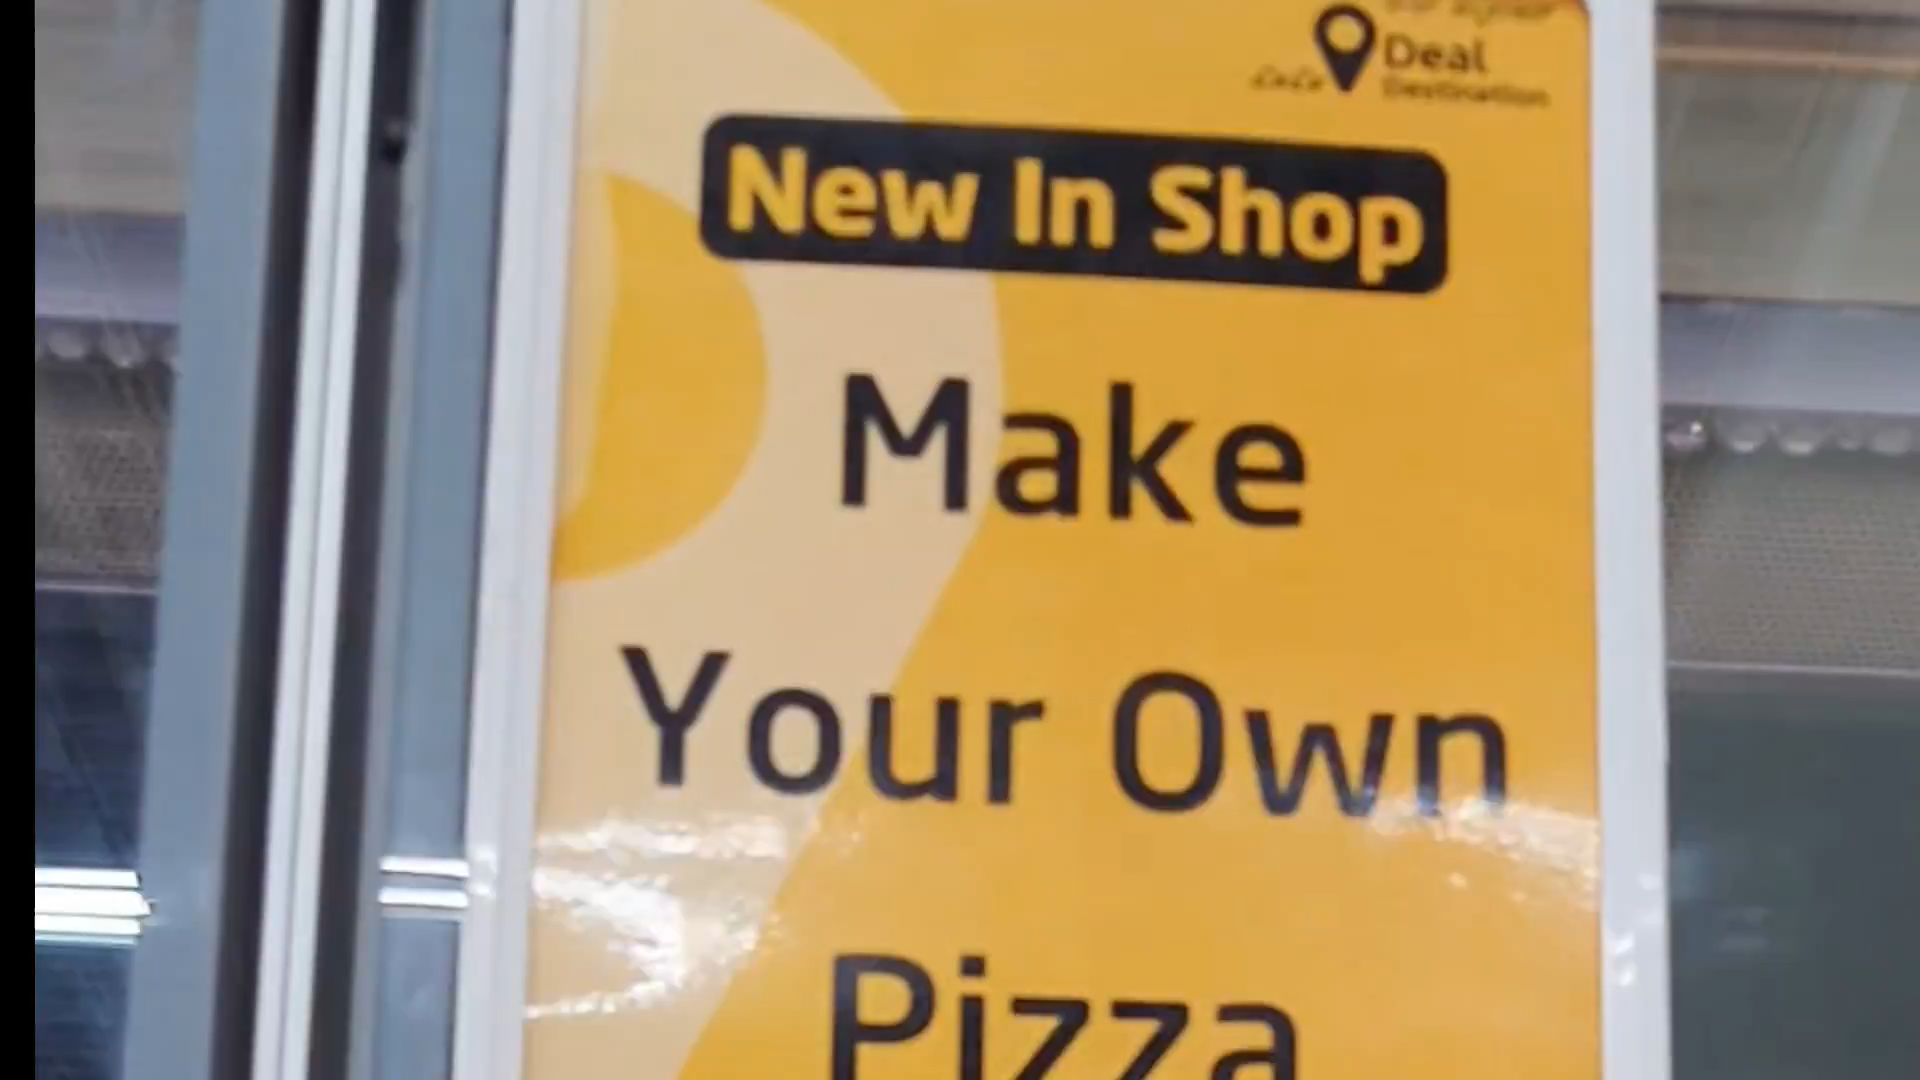 Deal
Destination
New In Shop
Make
Your Own
Pizza